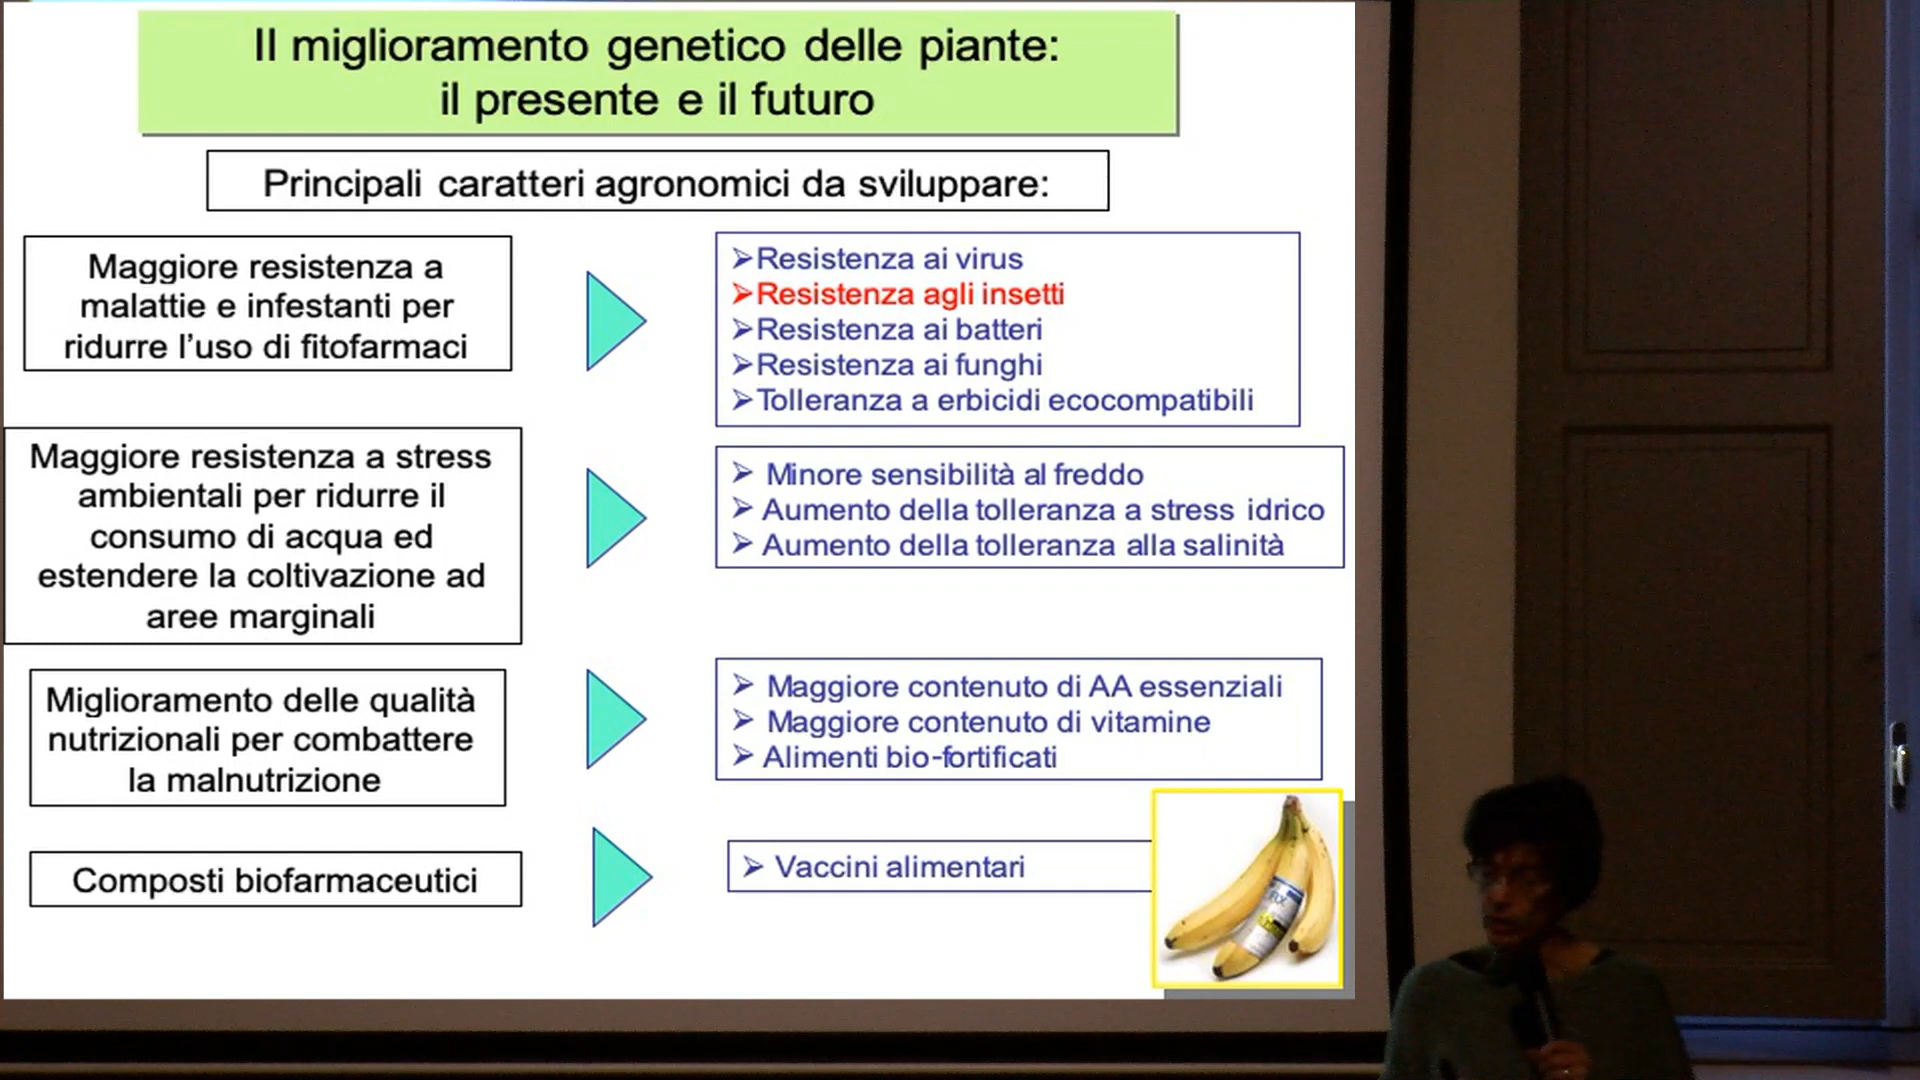 Il miglioramento genetico delle piante:
il presente e il futuro
Principali caratteri agronomici da sviluppare:
Maggiore resistenza a
malattie e infestanti per
ridurre l’uso di fitofarmaci
➢Resistenza ai virus
➢Resistenza agli insetti
➢Resistenza ai batteri
➢Resistenza ai funghi
➢Tolleranza a erbicidi ecocompatibili
Maggiore resistenza a stress
ambientali per ridurre il
consumo di acqua ed
estendere la coltivazione ad
aree marginali
➢ Minore sensibilità al freddo
➢ Aumento della tolleranza a stress idrico
➢ Aumento della tolleranza alla salinità
Miglioramento delle qualità
nutrizionali per combattere
la malnutrizione
➢ Maggiore contenuto di AA essenziali
➢ Maggiore contenuto di vitamine
➢ Alimenti bio-fortificati
Composti biofarmaceutici
➢ Vaccini alimentari